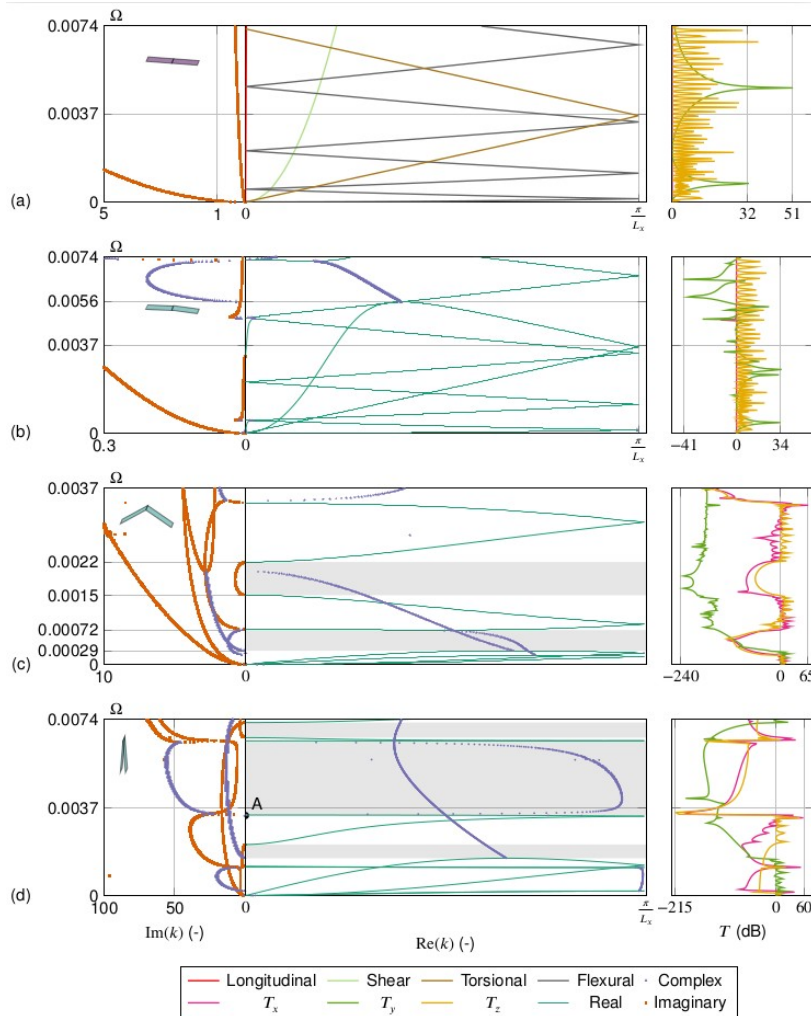 Ω
0.0074
0.0037
0
(a)
5 1 0 π/Lx 0 32 51
Ω
0.0074
0.0056
0.0037
0
(b)
0.3 0 π/Lx −41 0 34
Ω
0.0037
0.0022
0.0015
0.00072
0.00029
0
(c)
10 0 −240 0 65
Ω
0.0074
A
0.0037
0
(d)
100 50 0 π/Lx −215 0 60
Im(k) (-) Re(k) (-) T (dB)
Longitudinal Shear Torsional Flexural Complex
Tx Ty Tz Real Imaginary